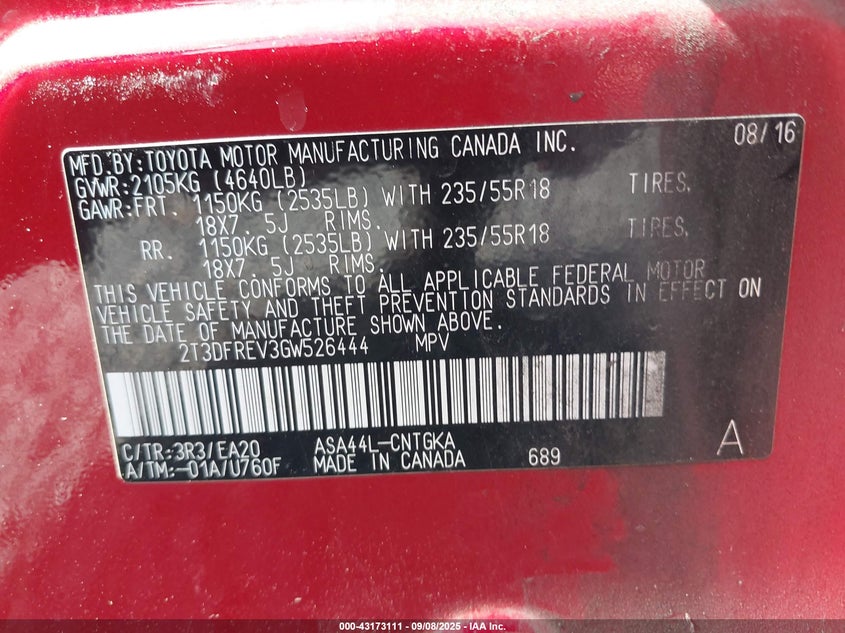 MFD.BY:TOYOTA MOTOR MANUFACTURING CANADA INC. 08/16
GVWR:2105KG (4640LB)
GAWR:FRT. 1150KG (2535LB) WITH 235/55R18 TIRES,
18X7. 5J RIMS.
RR. 1150KG (2535LB) WITH 235/55R18 TIRES,
18X7. 5J RIMS.
THIS VEHICLE CONFORMS TO ALL APPLICABLE FEDERAL MOTOR
VEHICLE SAFETY AND THEFT PREVENTION STANDARDS IN EFFECT ON
THE DATE OF MANUFACTURE SHOWN ABOVE.
2T3DFREV3GW526444 MPV
C/TR:3R3/EA20 ASA44L-CNTGKA
A/TM:-01A/U760F MADE IN CANADA 689 A
000-43173111 - 09/08/2025 - IAA Inc.